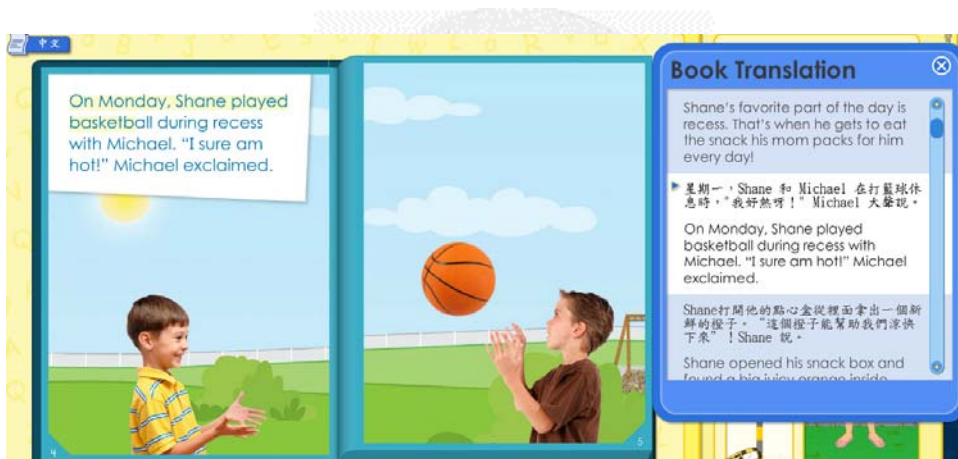 中文
On Monday, Shane played
basketball during recess
with Michael. “I sure am
hot!” Michael exclaimed.
4
5
Book Translation
Shane’s favorite part of the day is
recess. That’s when he gets to eat
the snack his mom packs for him
every day!
星期一，Shane 和 Michael 在打籃球休
息時，"我好熱呀！" Michael 大聲說。
On Monday, Shane played
basketball during recess with
Michael. “I sure am hot!” Michael
exclaimed.
Shane打開他的點心盒從裡面拿出一個新
鮮的橙子。“這個橙子能幫助我們涼快
下來”！Shane 說。
Shane opened his snack box and
found a big juicy orange inside.